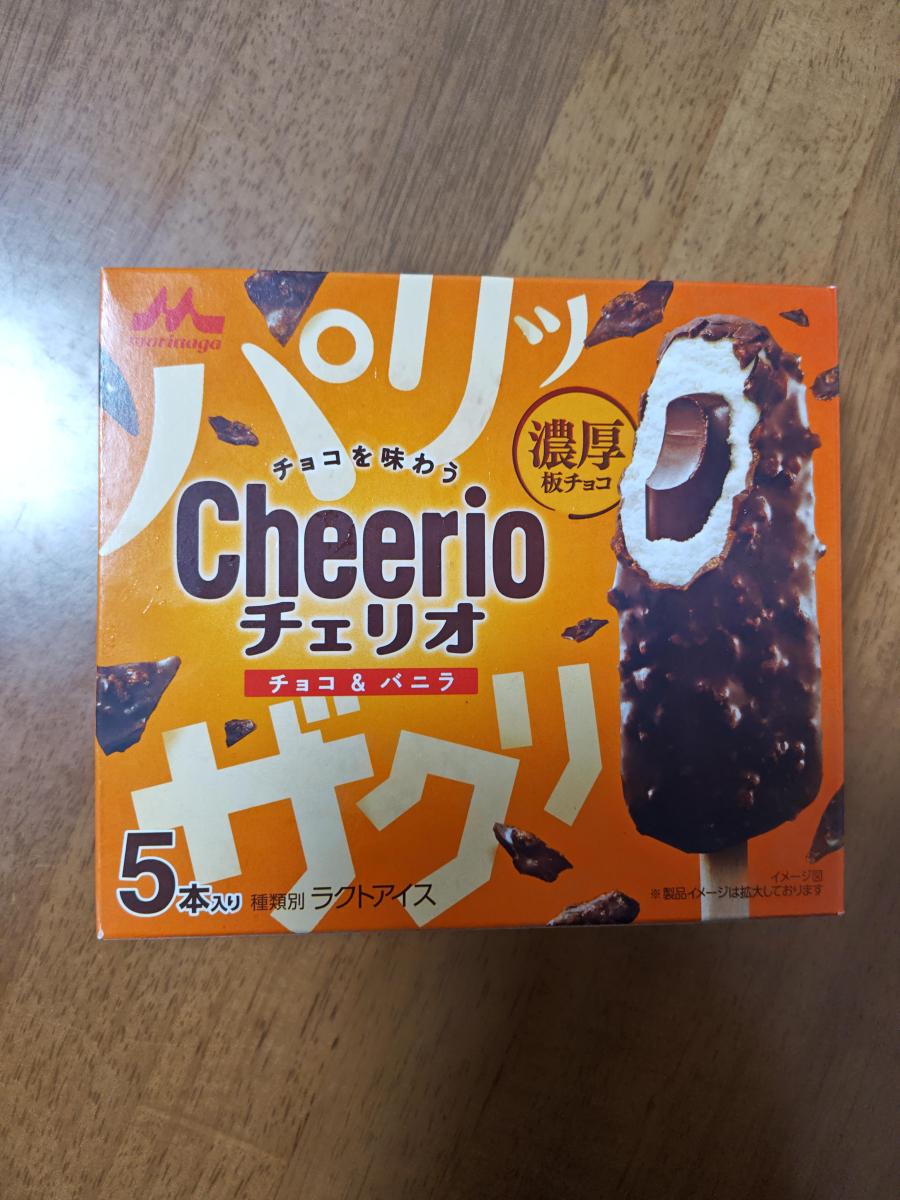 morinaga
パリッ
チョコを味わう
濃厚
板チョコ
Cheerio
チェリオ
チョコ & バニラ
ザクリ
5本入り 種類別 ラクトアイス
イメージ図
※製品イメージは拡大しております